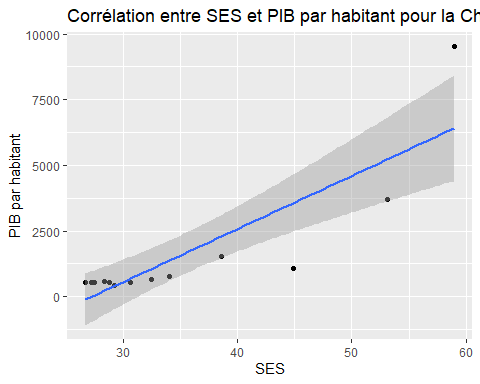 Corrélation entre SES et PIB par habitant pour la Ch
10000
7500
5000
2500
0
PIB par habitant
30 40 50 60
SES